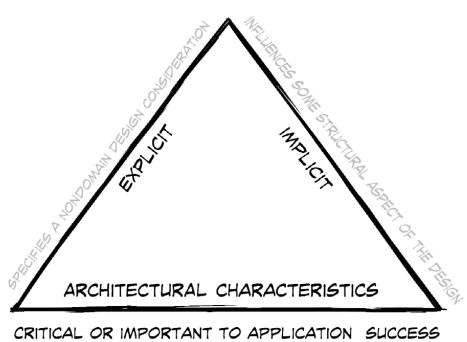 SPECIFIES A NONDOMAIN DESIGN CONSIDERATION
INFLUENCES SOME STRUCTURAL ASPECT OF THE DESIGN
EXPLICIT
IMPLICIT
ARCHITECTURAL CHARACTERISTICS
CRITICAL OR IMPORTANT TO APPLICATION SUCCESS